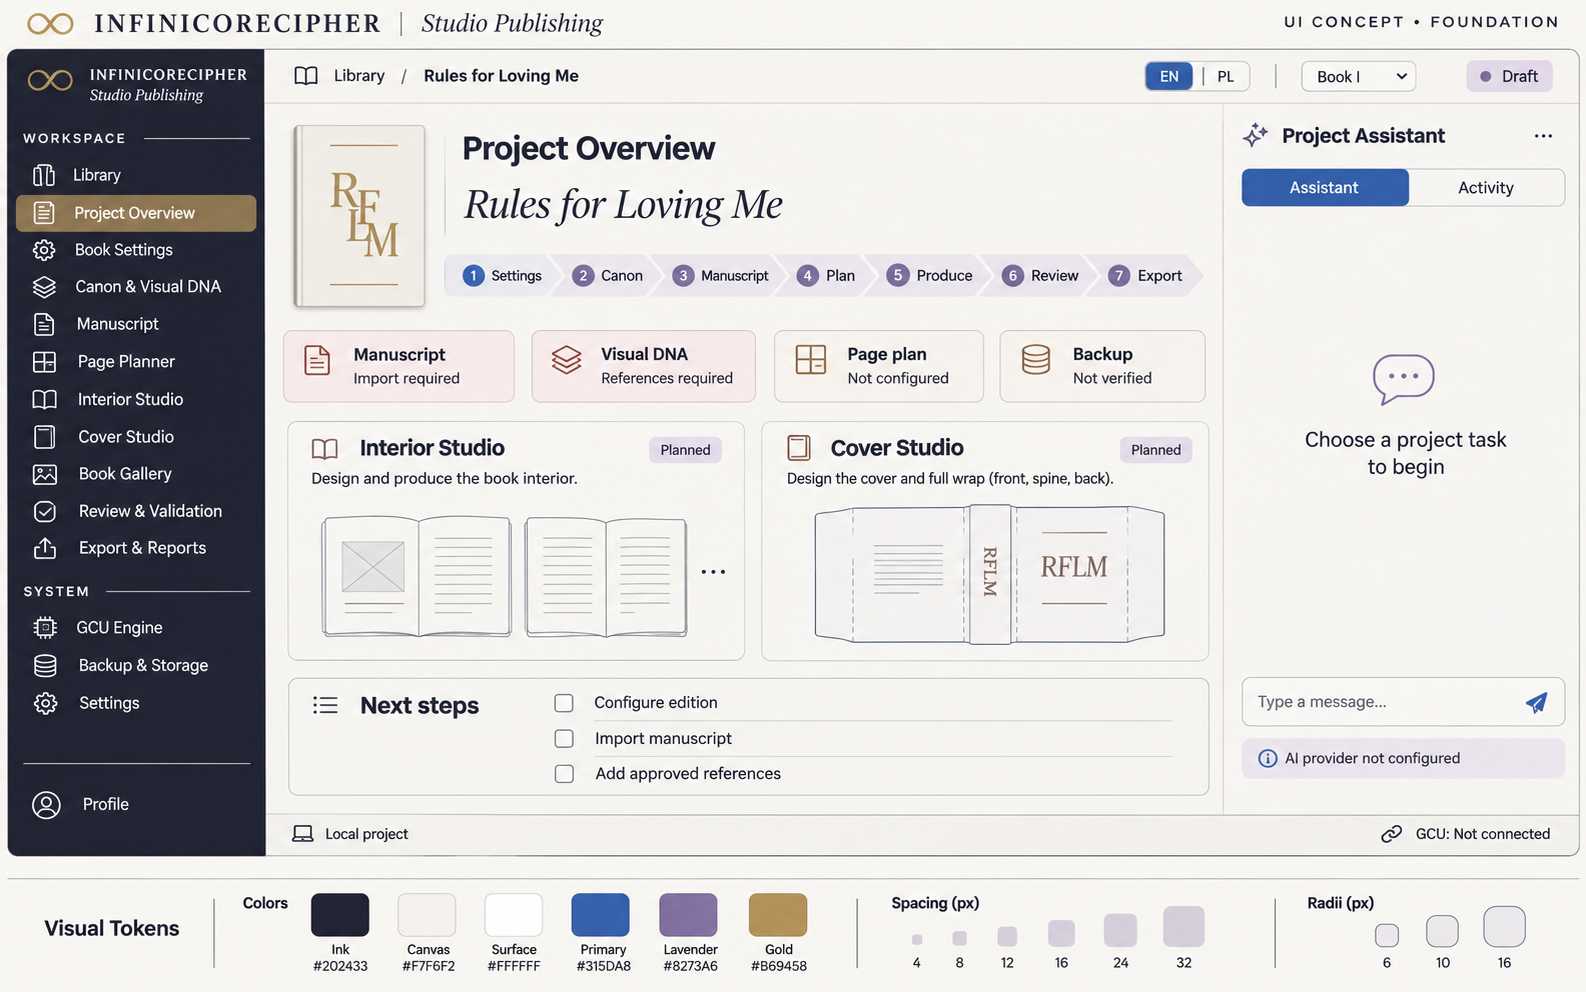 INFINICORECIPHER | Studio Publishing
UI CONCEPT • FOUNDATION
INFINICORECIPHER
Studio Publishing
WORKSPACE
Library
Project Overview
Book Settings
Canon & Visual DNA
Manuscript
Page Planner
Interior Studio
Cover Studio
Book Gallery
Review & Validation
Export & Reports
SYSTEM
GCU Engine
Backup & Storage
Settings
Profile
Library / Rules for Loving Me
EN | PL
Book I
Draft
RFLM
Project Overview
Rules for Loving Me
1 Settings
2 Canon
3 Manuscript
4 Plan
5 Produce
6 Review
7 Export
Manuscript
Import required
Visual DNA
References required
Page plan
Not configured
Backup
Not verified
Interior Studio
Planned
Design and produce the book interior.
...
Cover Studio
Planned
Design the cover and full wrap (front, spine, back).
RFLM
RFLM
Next steps
Configure edition
Import manuscript
Add approved references
Project Assistant
...
Assistant
Activity
Choose a project task
to begin
Type a message...
AI provider not configured
Local project
GCU: Not connected
Visual Tokens
Colors
Ink
#202433
Canvas
#F7F6F2
Surface
#FFFFFF
Primary
#315DA8
Lavender
#8273A6
Gold
#B69458
Spacing (px)
4
8
12
16
24
32
Radii (px)
6
10
16